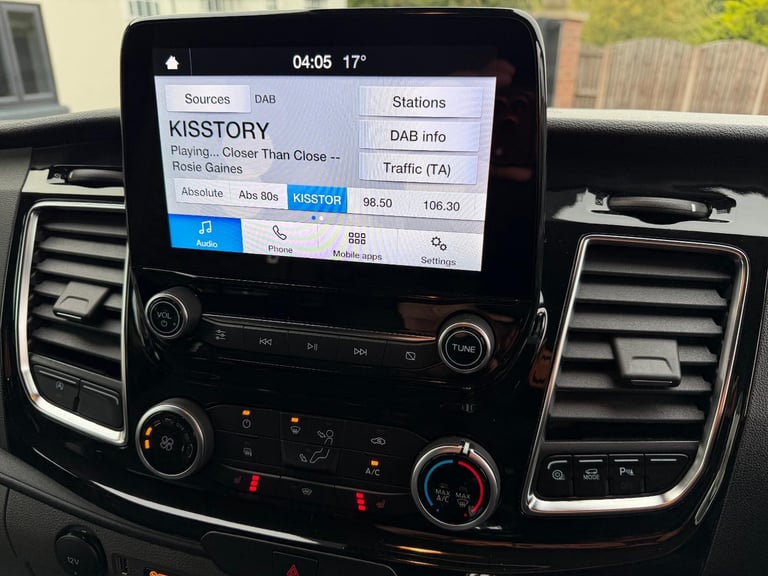 04:05 17°
Sources DAB
Stations
KISSTORY
DAB info
Playing... Closer Than Close --
Rosie Gaines
Traffic (TA)
Absolute Abs 80s KISSTOR 98.50 106.30
Audio Phone Mobile apps Settings
VOL
TUNE
A/C
MAX A/C MAX
MODE
P
12V